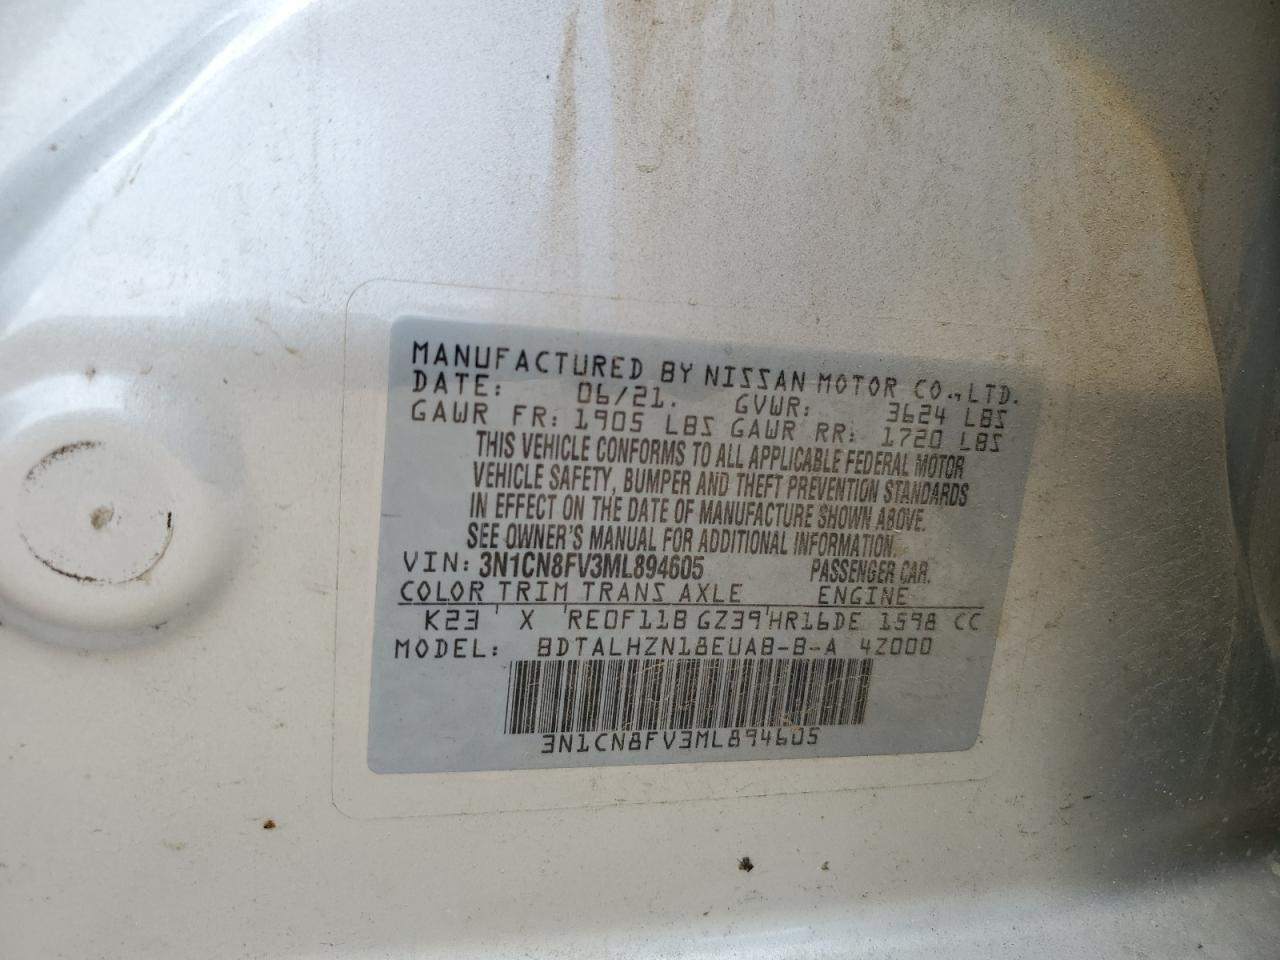 MANUFACTURED BY NISSAN MOTOR CO.,LTD.
DATE: 06/21. GVWR: 3624 LBS
GAWR FR: 1905 LBS GAWR RR: 1720 LBS
THIS VEHICLE CONFORMS TO ALL APPLICABLE FEDERAL MOTOR
VEHICLE SAFETY, BUMPER AND THEFT PREVENTION STANDARDS
IN EFFECT ON THE DATE OF MANUFACTURE SHOWN ABOVE.
SEE OWNER'S MANUAL FOR ADDITIONAL INFORMATION.
VIN: 3N1CN8FV3ML894605 PASSENGER CAR.
COLOR TRIM TRANS AXLE ENGINE
K23 X RE0F11B GZ39 HR16DE 1598 CC
MODEL: BDTALHZN18EUAB-B-A 4Z000
3N1CN8FV3ML894605